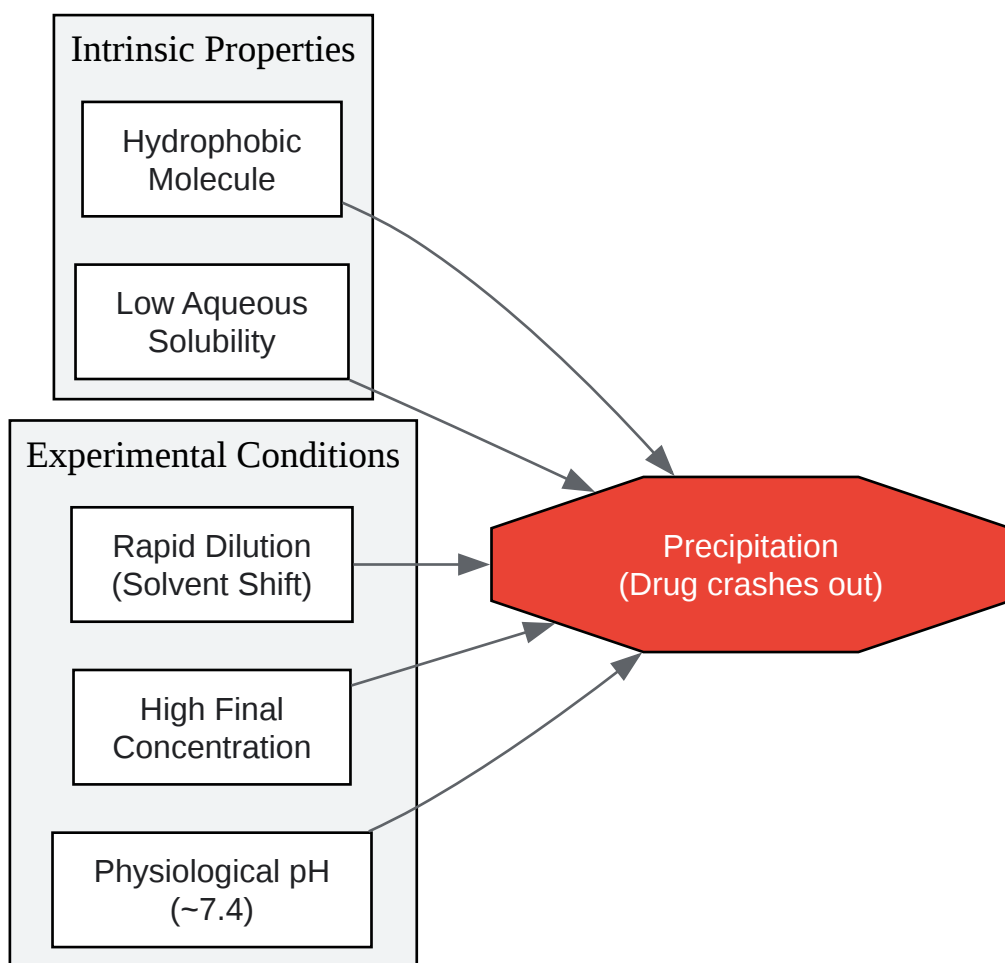 Intrinsic Properties
Hydrophobic
Molecule
Low Aqueous
Solubility
Experimental Conditions
Rapid Dilution
(Solvent Shift)
High Final
Concentration
Physiological pH
(~7.4)
Precipitation
(Drug crashes out)